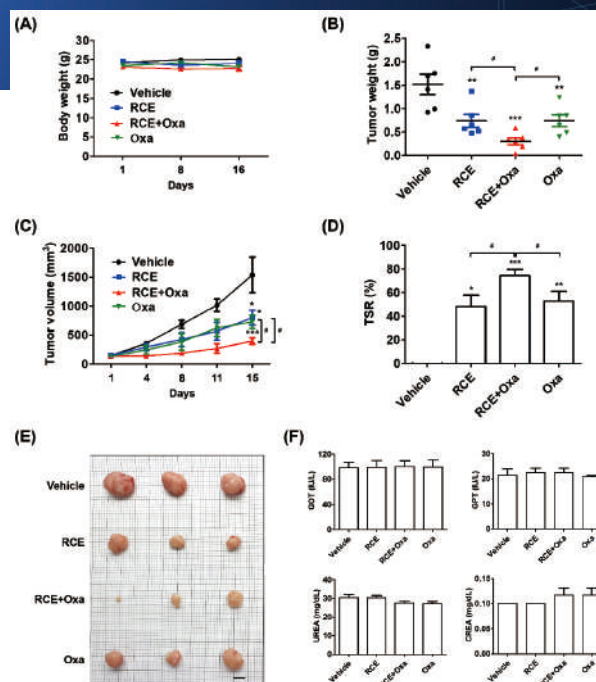 (A)
Body weight (g)
30
25
20
15
10
5
0
Vehicle
RCE
RCE+Oxa
Oxa
1
8
16
Days
(B)
Tumor weight (g)
2.5
2.0
1.5
1.0
0.5
0.0
**
#
***
#
**
Vehicle
RCE
RCE+Oxa
Oxa
(C)
Tumor volume (mm³)
2000
1500
1000
500
0
Vehicle
RCE
RCE+Oxa
Oxa
*
*
***
#
#
1
4
8
11
15
Days
(D)
TSR (%)
100
80
60
40
20
0
#
#
*
***
**
Vehicle
RCE
RCE+Oxa
Oxa
(E)
Vehicle
RCE
RCE+Oxa
Oxa
(F)
GOT (IU/L)
120
80
40
0
Vehicle
RCE
RCE+Oxa
Oxa
GPT (IU/L)
30
20
10
0
Vehicle
RCE
RCE+Oxa
Oxa
UREA (mg/dL)
40
30
20
10
0
Vehicle
RCE
RCE+Oxa
Oxa
CREA (mg/dL)
0.15
0.10
0.05
0.00
Vehicle
RCE
RCE+Oxa
Oxa